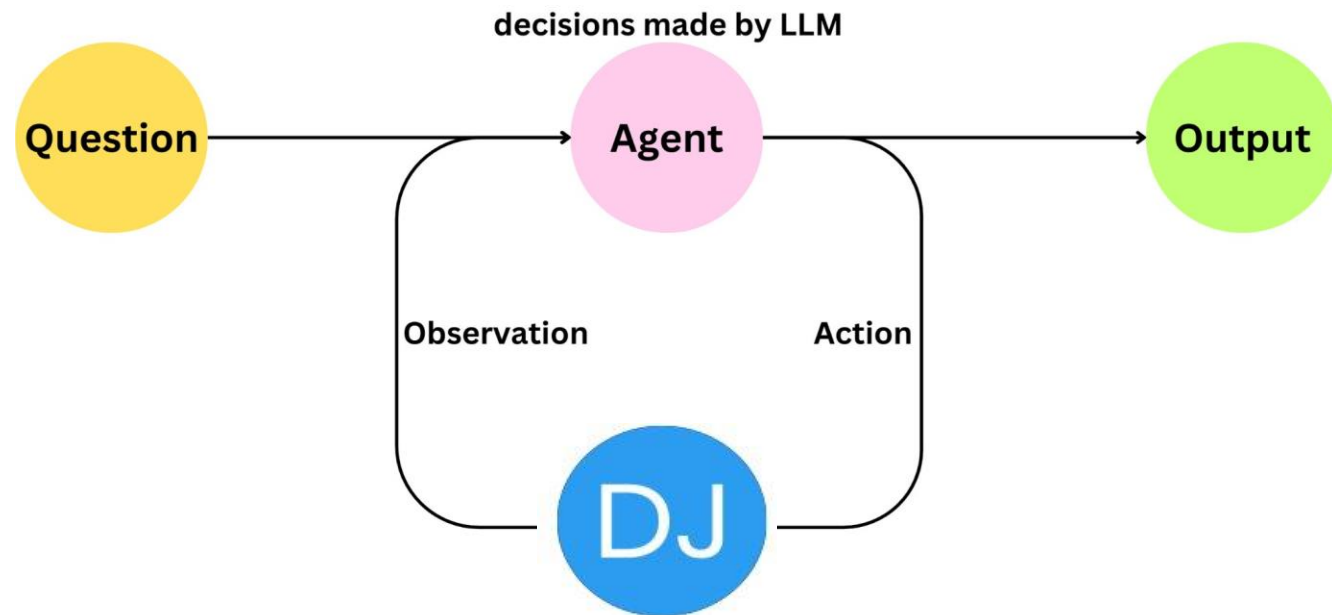 decisions made by LLM
Question
Agent
Output
Observation
Action
DJ